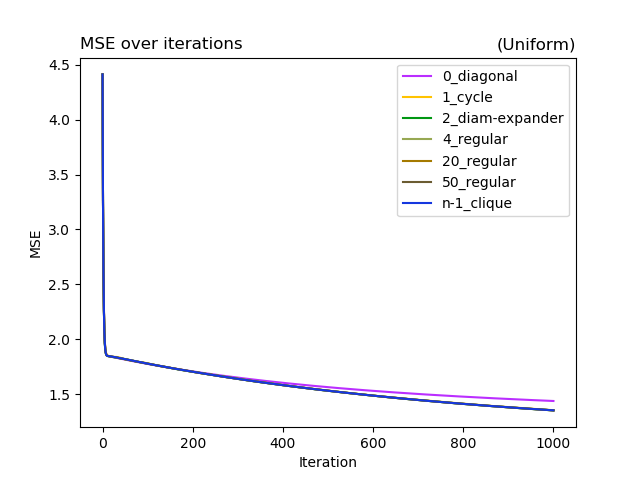 MSE over iterations (Uniform)
4.5
4.0
3.5
3.0
2.5
2.0
1.5
MSE
0_diagonal
1_cycle
2_diam-expander
4_regular
20_regular
50_regular
n-1_clique
0 200 400 600 800 1000
Iteration